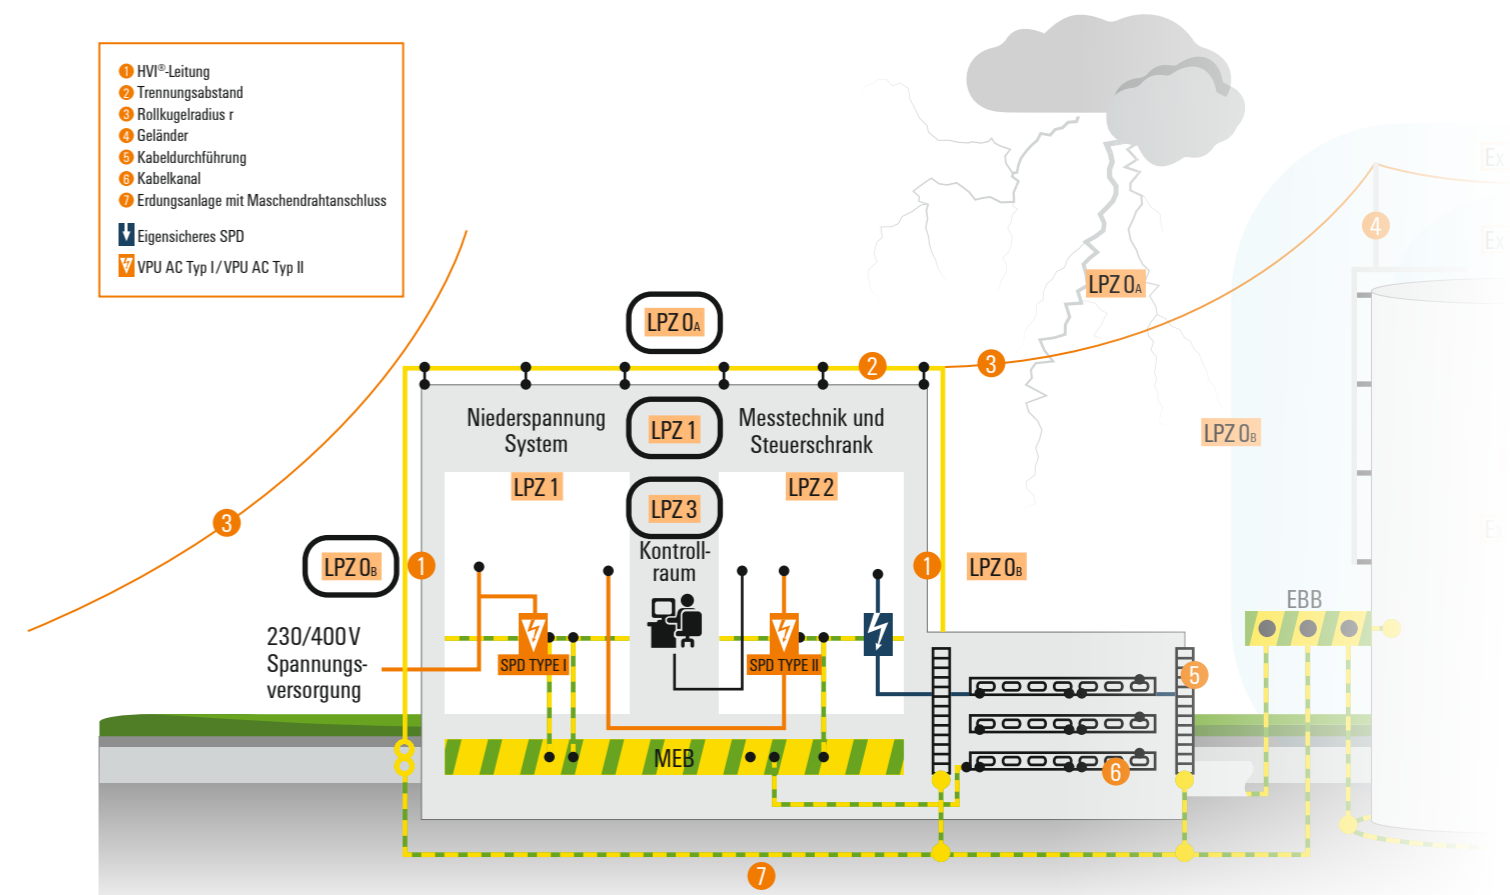 1 HVI®-Leitung
2 Trennungsabstand
3 Rollkugelradius r
4 Geländer
5 Kabeldurchführung
6 Kabelkanal
7 Erdungsanlage mit Maschendrahtanschluss
Eigensicheres SPD
VPU AC Typ I / VPU AC Typ II
Ex
4
Ex
LPZ 0A
LPZ 0A
2
3
Niederspannung
System
LPZ 1
Messtechnik und
Steuerschrank
LPZ 0B
LPZ 1
LPZ 3
LPZ 2
3
Ex
Kontroll-
raum
LPZ 0B
1
1
LPZ 0B
EBB
230/400 V
Spannungs-
versorgung
SPD TYPE I
SPD TYPE II
5
MEB
6
7